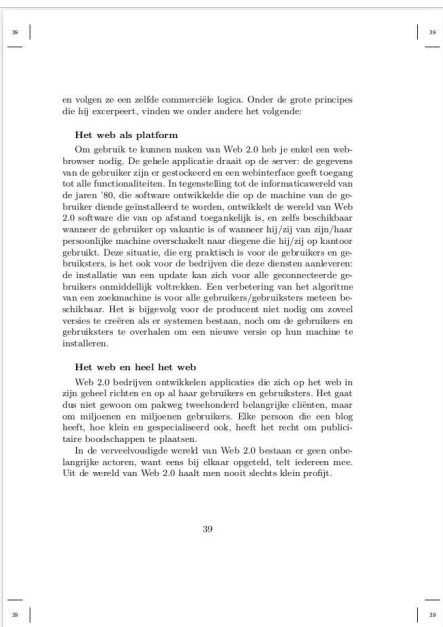 39
39
en volgen ze een zelfde commerciële logica. Onder de grote principes
die hij excerpeert, vinden we onder andere het volgende:
Het web als platform
Om gebruik te kunnen maken van Web 2.0 heb je enkel een web-
browser nodig. De gehele applicatie draait op de server: de gegevens
van de gebruiker zijn er gestockeerd en een webinterface geeft toegang
tot alle functionaliteiten. In tegenstelling tot de informaticawereld van
de jaren '80, die software ontwikkelde die op de machine van de ge-
bruiker diende geïnstalleerd te worden, ontwikkelt de wereld van Web
2.0 software die van op afstand toegankelijk is, en zelfs beschikbaar
wanneer de gebruiker op vakantie is of wanneer hij/zij van zijn/haar
persoonlijke machine overschakelt naar diegene die hij/zij op kantoor
gebruikt. Deze situatie, die erg praktisch is voor de gebruikers en ge-
bruiksters, is het ook voor de bedrijven die deze diensten aanleveren:
de installatie van een update kan zich voor alle geconnecteerde ge-
bruikers onmiddellijk voltrekken. Een verbetering van het algoritme
van een zoekmachine is voor alle gebruikers/gebruiksters meteen be-
schikbaar. Het is bijgevolg voor de producent niet nodig om zoveel
versies te creëren als er systemen bestaan, noch om de gebruikers en
gebruiksters te overhalen om een nieuwe versie op hun machine te
installeren.
Het web en heel het web
Web 2.0 bedrijven ontwikkelen applicaties die zich op het web in
zijn geheel richten en op al haar gebruikers en gebruiksters. Het gaat
dus niet gewoon om pakweg tweehonderd belangrijke cliënten, maar
om miljoenen en miljoenen gebruikers. Elke persoon die een blog
heeft, hoe klein en gespecialiseerd ook, heeft het recht om publici-
taire boodschappen te plaatsen.
In de verveelvoudigde wereld van Web 2.0 bestaan er geen onbe-
langrijke actoren, want eens bij elkaar opgeteld, telt iedereen mee.
Uit de wereld van Web 2.0 haalt men nooit slechts klein profijt.
39
39
39